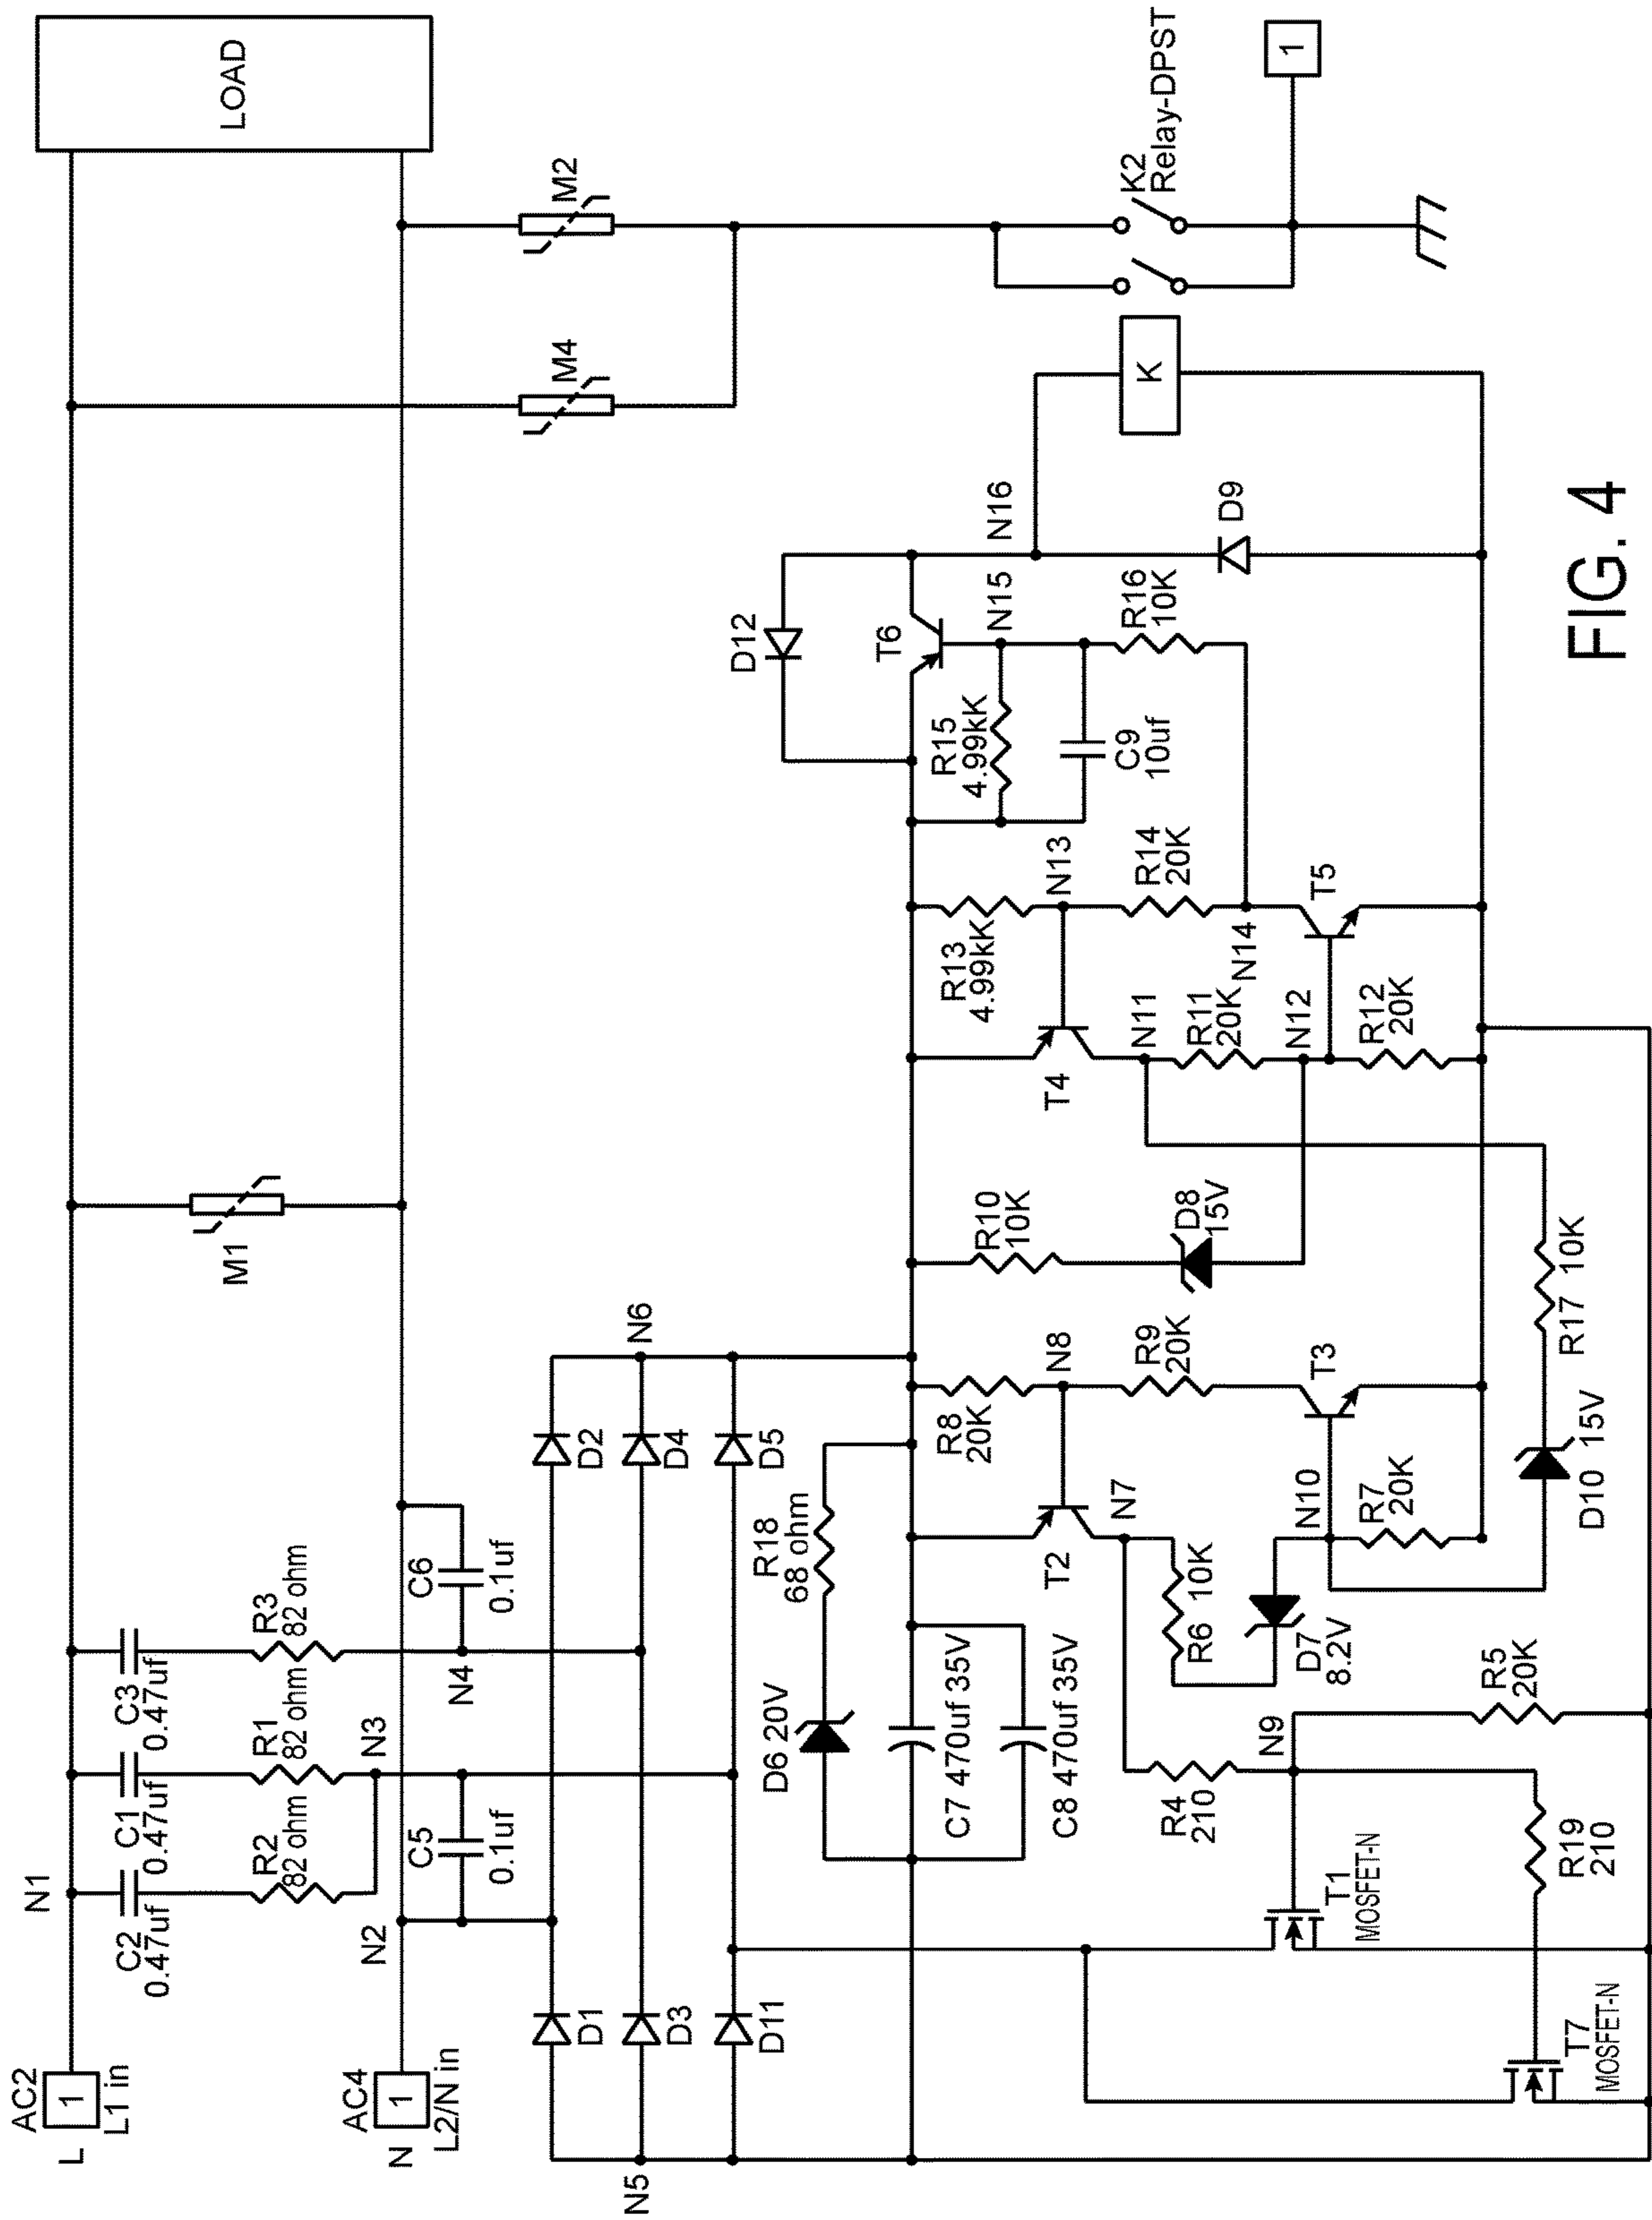 AC2
1
L1 in
L
AC4
1
L2/N in
N
N1
C2
0.47uf
C1
0.47uf
C3
0.47uf
R2
82 ohm
R1
82 ohm
R3
82 ohm
N2
N3
N4
C5
0.1uf
C6
0.1uf
M1
LOAD
M4
M2
K2
Relay-DPST
1
K
N5
D1
D3
D11
D2
D4
D5
N6
D6 20V
R18
68 ohm
C7 470uf 35V
C8 470uf 35V
R8
20K
N8
R9
20K
T2
N7
R6
10K
D7
8.2V
N10
R7
20K
T3
R4
210
N9
R5
20K
R19
210
T1
MOSFET-N
T7
MOSFET-N
R10
10K
D8
15V
D10 15V
R17 10K
T4
N11
R11
20K
N12
R12
20K
R13
4.99kK
N13
R14
20K
N14
T5
R15
4.99kK
C9
10uf
R16
10K
N15
T6
D12
N16
D9
FIG. 4